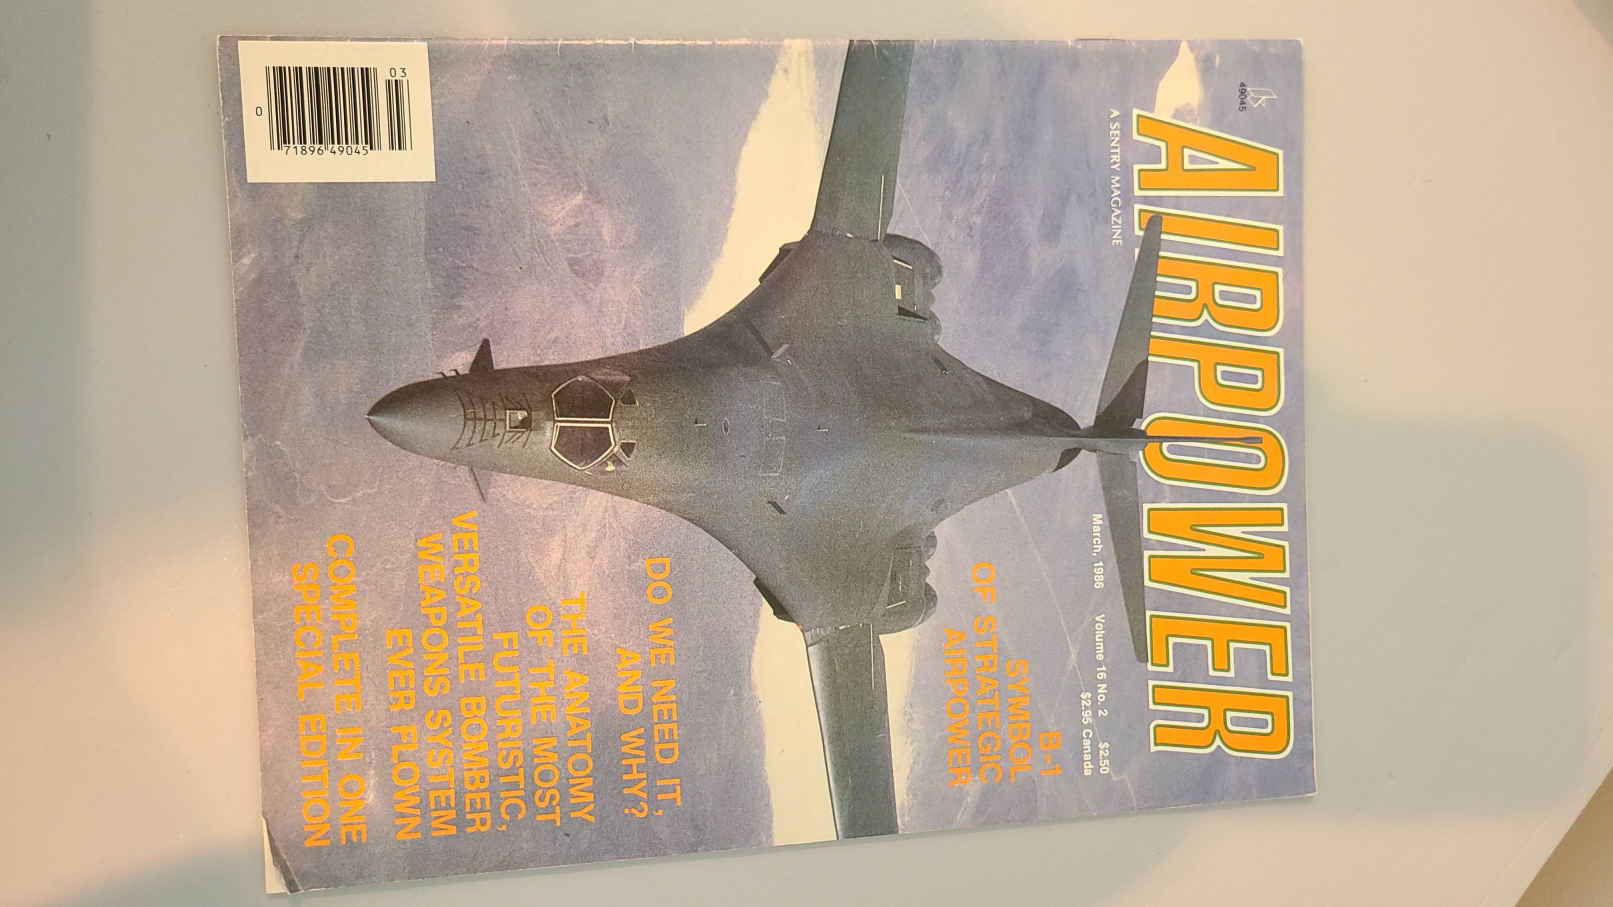 49045
AIRPOWER
A SENTRY MAGAZINE
March, 1986 Volume 16 No. 2 $2.50
$2.95 Canada
B-1
SYMBOL
OF STRATEGIC
AIRPOWER
DO WE NEED IT,
AND WHY?
THE ANATOMY
OF THE MOST
FUTURISTIC,
VERSATILE BOMBER
WEAPONS SYSTEM
EVER FLOWN
COMPLETE IN ONE
SPECIAL EDITION
03
0
71896 49045